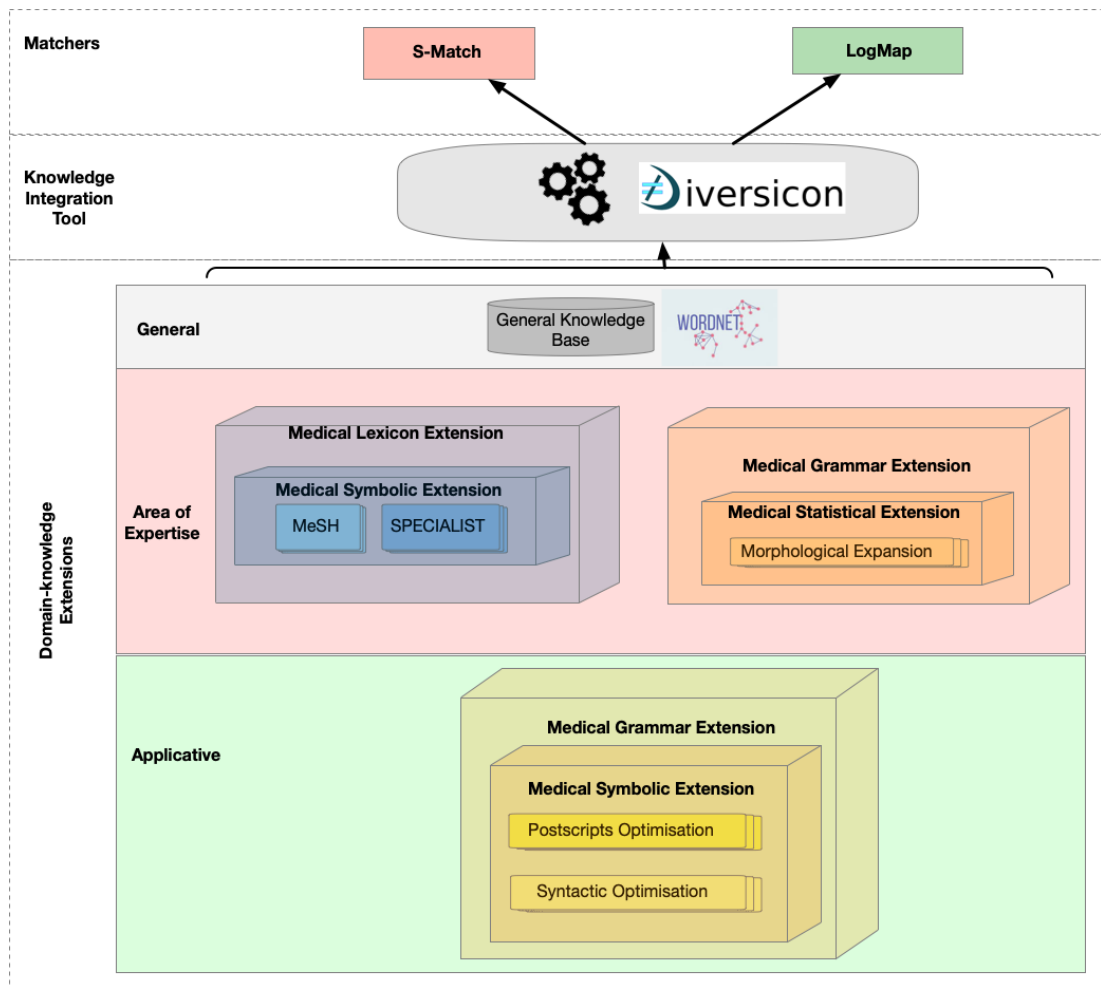 Matchers
S-Match
LogMap
Knowledge
Integration
Tool
Diversicon
Domain-knowledge
Extensions
General
General Knowledge
Base
WORDNET
Area of
Expertise
Medical Lexicon Extension
Medical Symbolic Extension
MeSH
SPECIALIST
Medical Grammar Extension
Medical Statistical Extension
Morphological Expansion
Applicative
Medical Grammar Extension
Medical Symbolic Extension
Postscripts Optimisation
Syntactic Optimisation